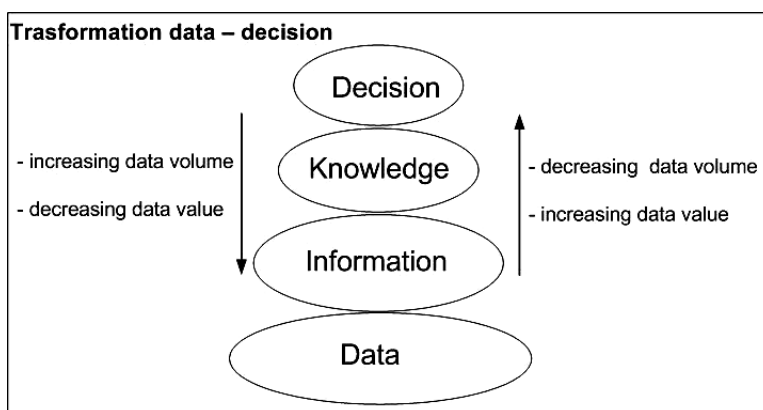 Trasformation data – decision
Decision
- increasing data volume
- decreasing data value
Knowledge
- decreasing data volume
- increasing data value
Information
Data